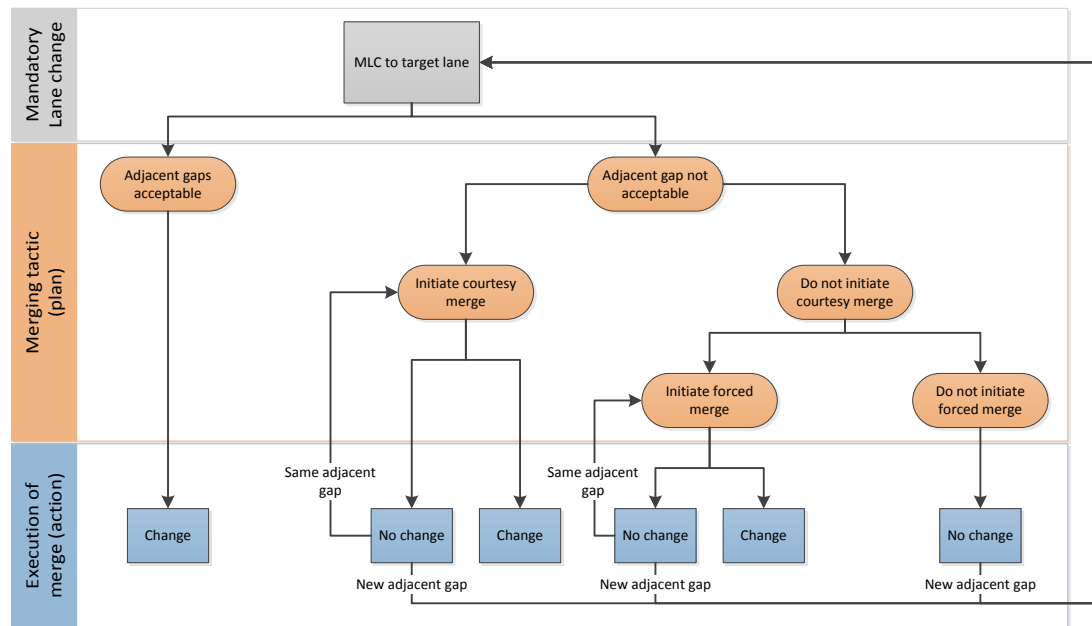 Mandatory
Lane change
MLC to target lane
Merging tactic
(plan)
Adjacent gaps
acceptable
Adjacent gap not
acceptable
Initiate courtesy
merge
Do not initiate
courtesy merge
Initiate forced
merge
Do not initiate
forced merge
Execution of
merge (action)
Same adjacent
gap
Same adjacent
gap
Change
No change
Change
No change
Change
No change
New adjacent gap
New adjacent gap
New adjacent gap